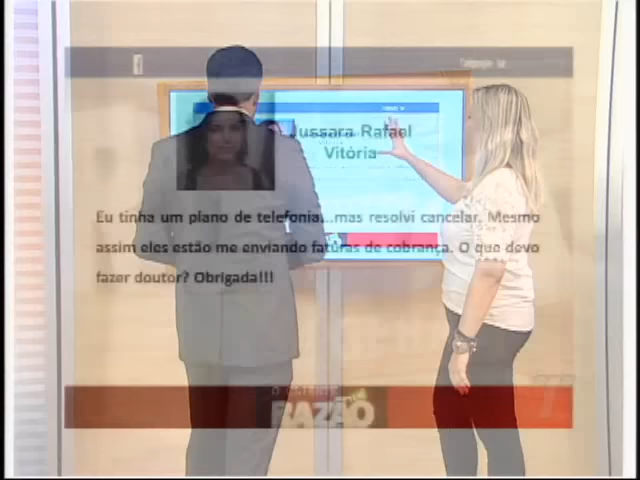 Jussara Rafael
Vitória
Eu tinha um plano de telefonia...mas resolvi cancelar. Mesmo
assim eles estão me enviando faturas de cobrança. O que devo
fazer doutor? Obrigada!!!
RAZÃO